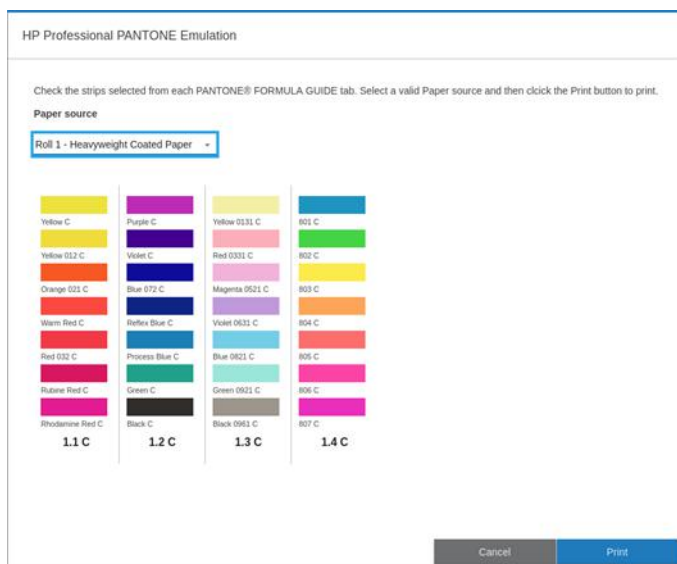 HP Professional PANTONE Emulation
Check the strips selected from each PANTONE® FORMULA GUIDE tab. Select a valid Paper source and then clcick the Print button to print.
Paper source
Roll 1 - Heavyweight Coated Paper
Yellow C
Yellow 012 C
Orange 021 C
Warm Red C
Red 032 C
Rubine Red C
Rhodamine Red C
1.1 C
Purple C
Violet C
Blue 072 C
Reflex Blue C
Process Blue C
Green C
Black C
1.2 C
Yellow 0131 C
Red 0331 C
Magenta 0521 C
Violet 0631 C
Blue 0821 C
Green 0921 C
Black 0961 C
1.3 C
801 C
802 C
803 C
804 C
805 C
806 C
807 C
1.4 C
Cancel
Print